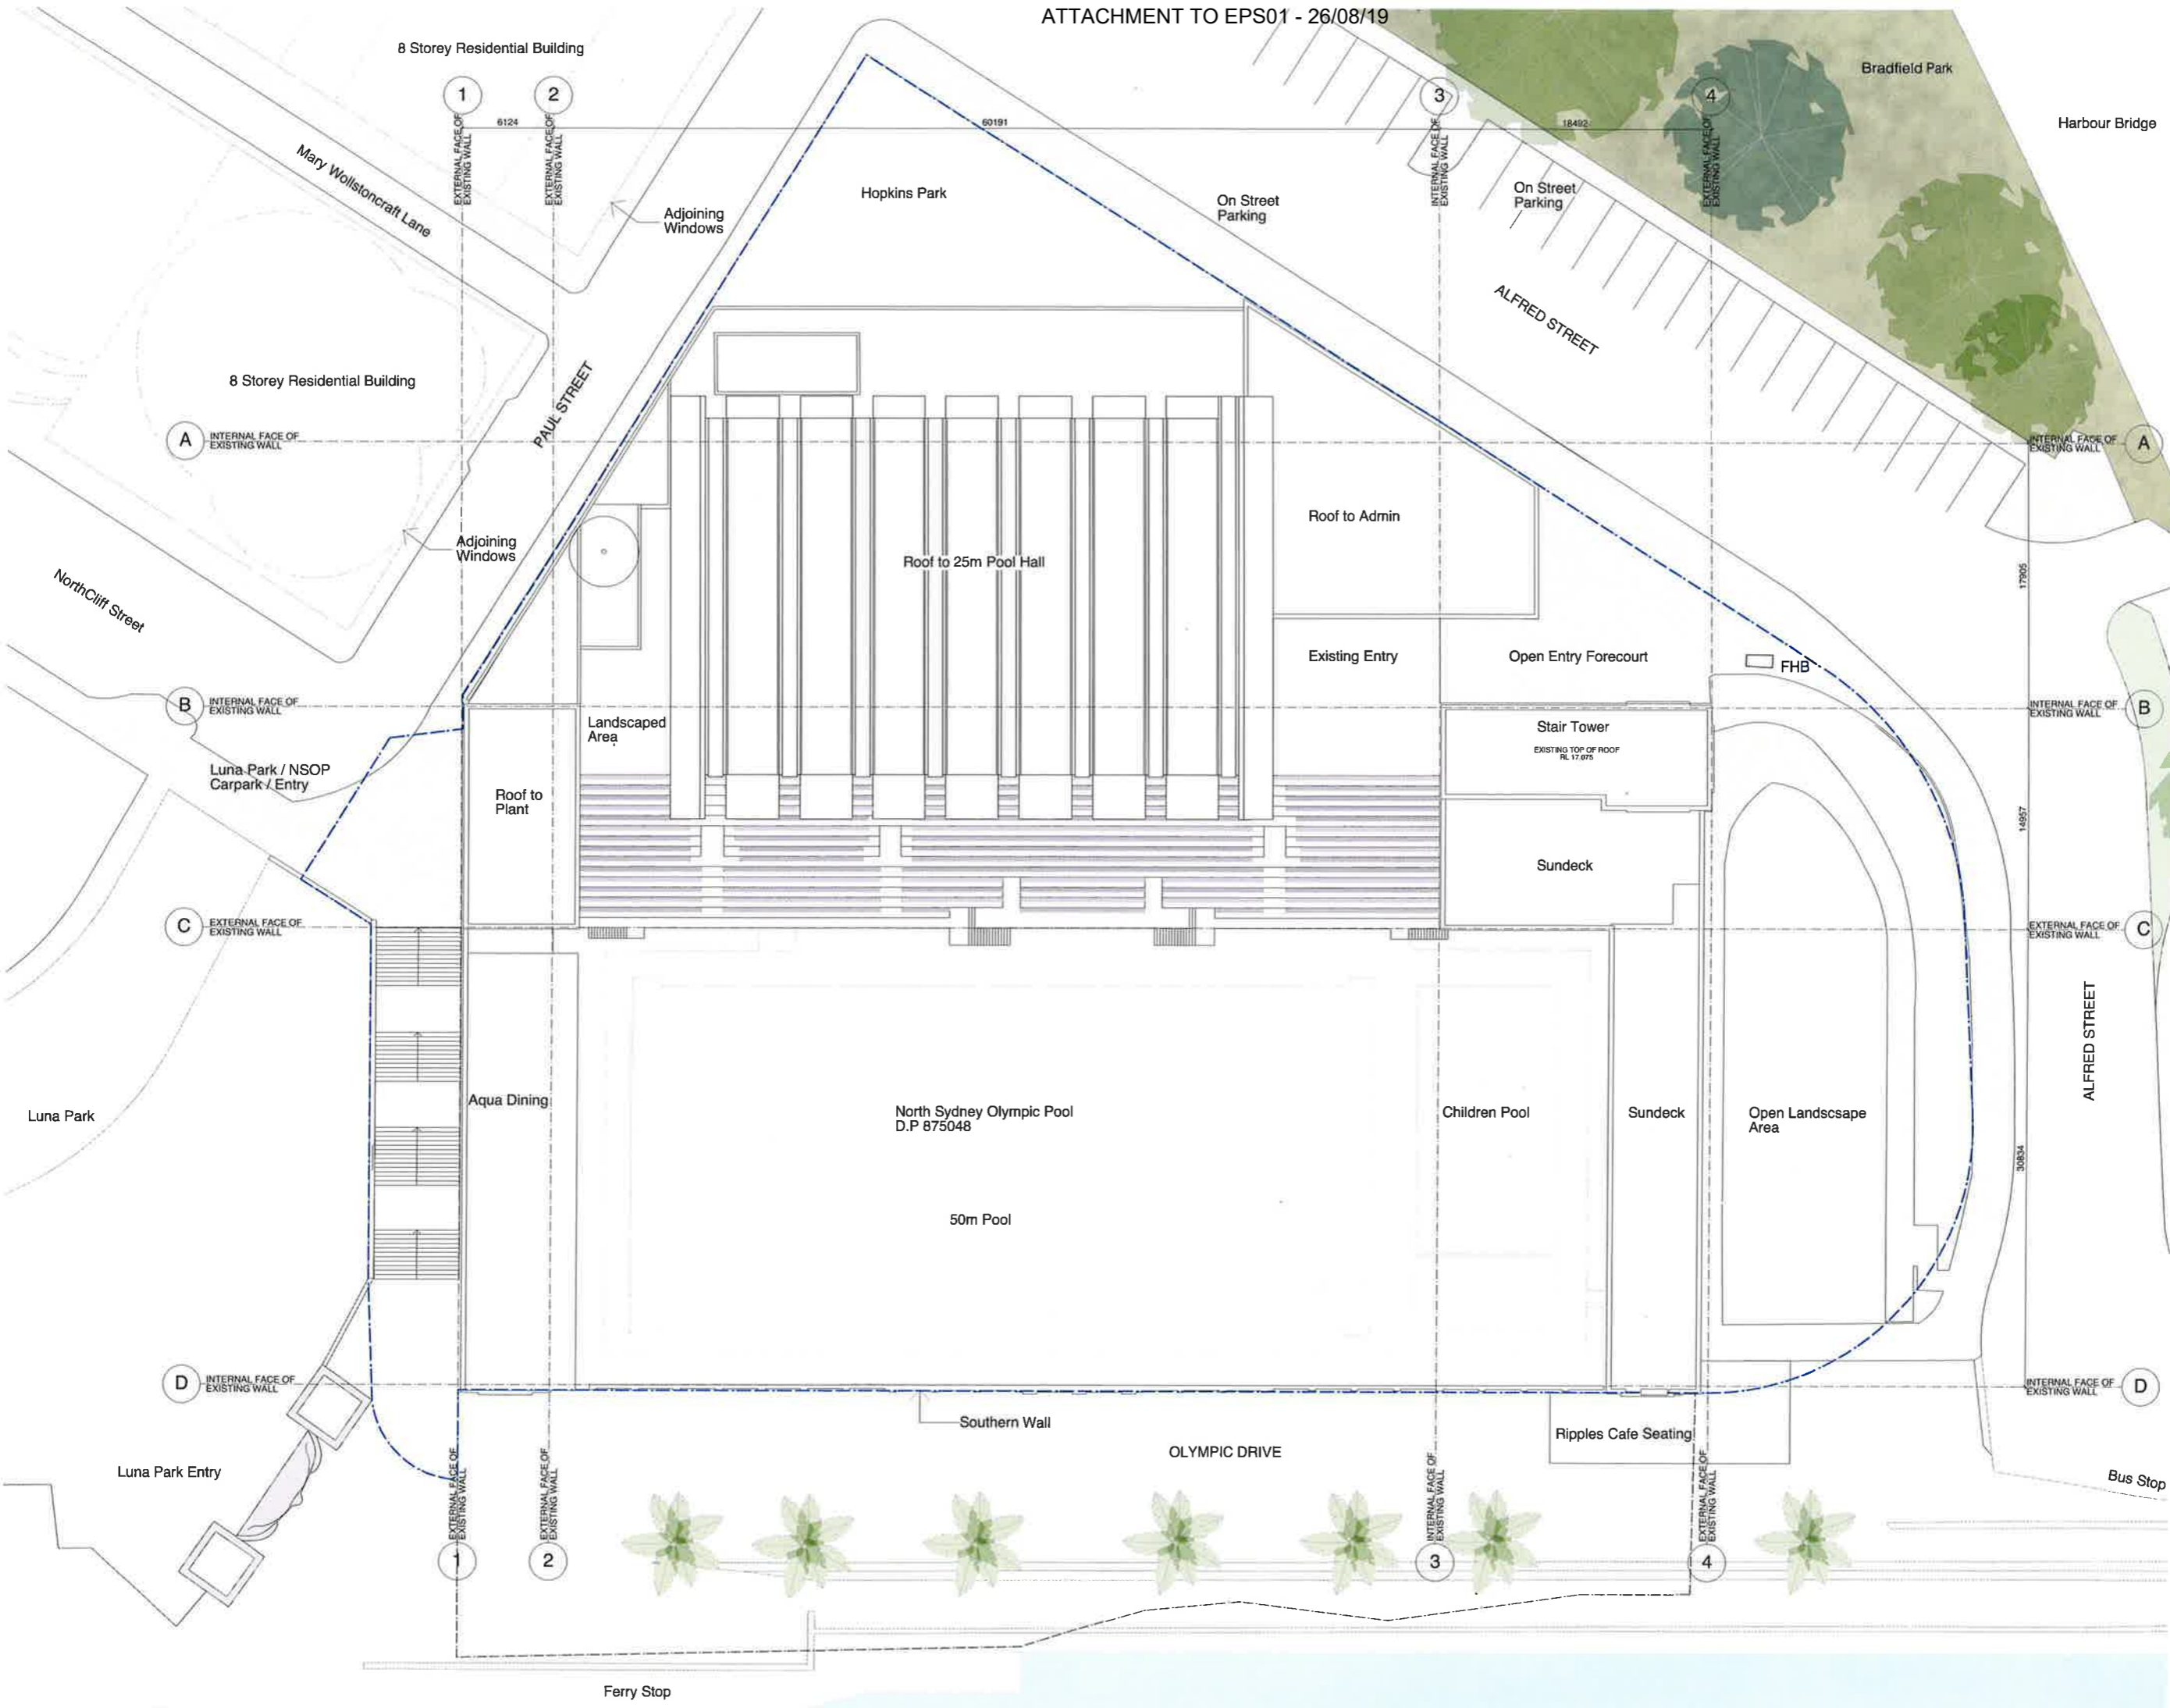 ATTACHMENT TO EPS01 - 26/08/19
8 Storey Residential Building
Bradfield Park
Harbour Bridge
1
2
3
4
6124
60191
18492
EXTERNAL FACE OF
EXISTING WALL
EXTERNAL FACE OF
EXISTING WALL
INTERNAL FACE OF
EXISTING WALL
EXTERNAL FACE OF
EXISTING WALL
Mary Wollstoncraft Lane
Adjoining
Windows
Hopkins Park
On Street
Parking
On Street
Parking
ALFRED STREET
8 Storey Residential Building
PAUL STREET
A
INTERNAL FACE OF
EXISTING WALL
INTERNAL FACE OF
EXISTING WALL
A
Adjoining
Windows
NorthCliff Street
Roof to 25m Pool Hall
Roof to Admin
17905
Existing Entry
Open Entry Forecourt
FHB
B
INTERNAL FACE OF
EXISTING WALL
INTERNAL FACE OF
EXISTING WALL
B
Landscaped
Area
Stair Tower
EXISTING TOP OF ROOF
RL 17.075
Luna Park / NSOP
Carpark / Entry
Roof to
Plant
14957
Sundeck
C
EXTERNAL FACE OF
EXISTING WALL
EXTERNAL FACE OF
EXISTING WALL
C
ALFRED STREET
Luna Park
Aqua Dining
North Sydney Olympic Pool
D.P 875048
Children Pool
Sundeck
Open Landscsape
Area
30834
50m Pool
D
INTERNAL FACE OF
EXISTING WALL
INTERNAL FACE OF
EXISTING WALL
D
Southern Wall
Ripples Cafe Seating
OLYMPIC DRIVE
Luna Park Entry
Bus Stop
EXTERNAL FACE OF
EXISTING WALL
EXTERNAL FACE OF
EXISTING WALL
INTERNAL FACE OF
EXISTING WALL
EXTERNAL FACE OF
EXISTING WALL
1
2
3
4
Ferry Stop